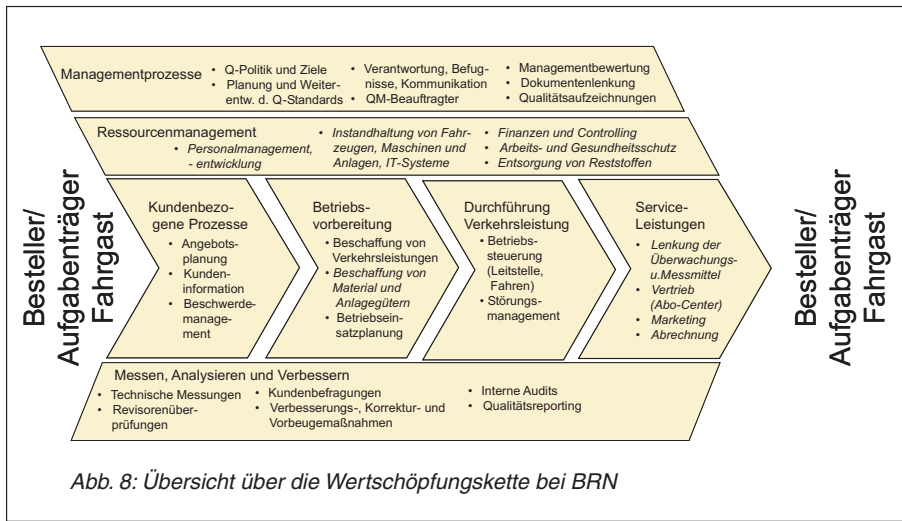 Managementprozesse
• Q-Politik und Ziele
• Planung und Weiter-
entw. d. Q-Standards
• Verantwortung, Befug-
nisse, Kommunikation
• QM-Beauftragter
• Managementbewertung
• Dokumentenlenkung
• Qualitätsaufzeichnungen
Ressourcenmanagement
• Personalmanagement,
- entwicklung
• Instandhaltung von Fahr-
zeugen, Maschinen und
Anlagen, IT-Systeme
• Finanzen und Controlling
• Arbeits- und Gesundheitsschutz
• Entsorgung von Reststoffen
Besteller/
Aufgabenträger
Fahrgast
Kundenbezo-
gene Prozesse
• Angebots-
planung
• Kunden-
information
• Beschwerde-
manage-
ment
Betriebs-
vorbereitung
• Beschaffung von
Verkehrsleistungen
• Beschaffung von
Material und
Anlagegütern
• Betriebsein-
satzplanung
Durchführung
Verkehrsleistung
• Betriebs-
steuerung
(Leitstelle,
Fahren)
• Störungs-
management
Service-
Leistungen
• Lenkung der
Überwachungs-
u.Messmittel
• Vertrieb
(Abo-Center)
• Marketing
• Abrechnung
Besteller/
Aufgabenträger
Fahrgast
Messen, Analysieren und Verbessern
• Technische Messungen
• Revisorenüber-
prüfungen
• Kundenbefragungen
• Verbesserungs-, Korrektur- und
Vorbeugemaßnahmen
• Interne Audits
• Qualitätsreporting
Abb. 8: Übersicht über die Wertschöpfungskette bei BRN